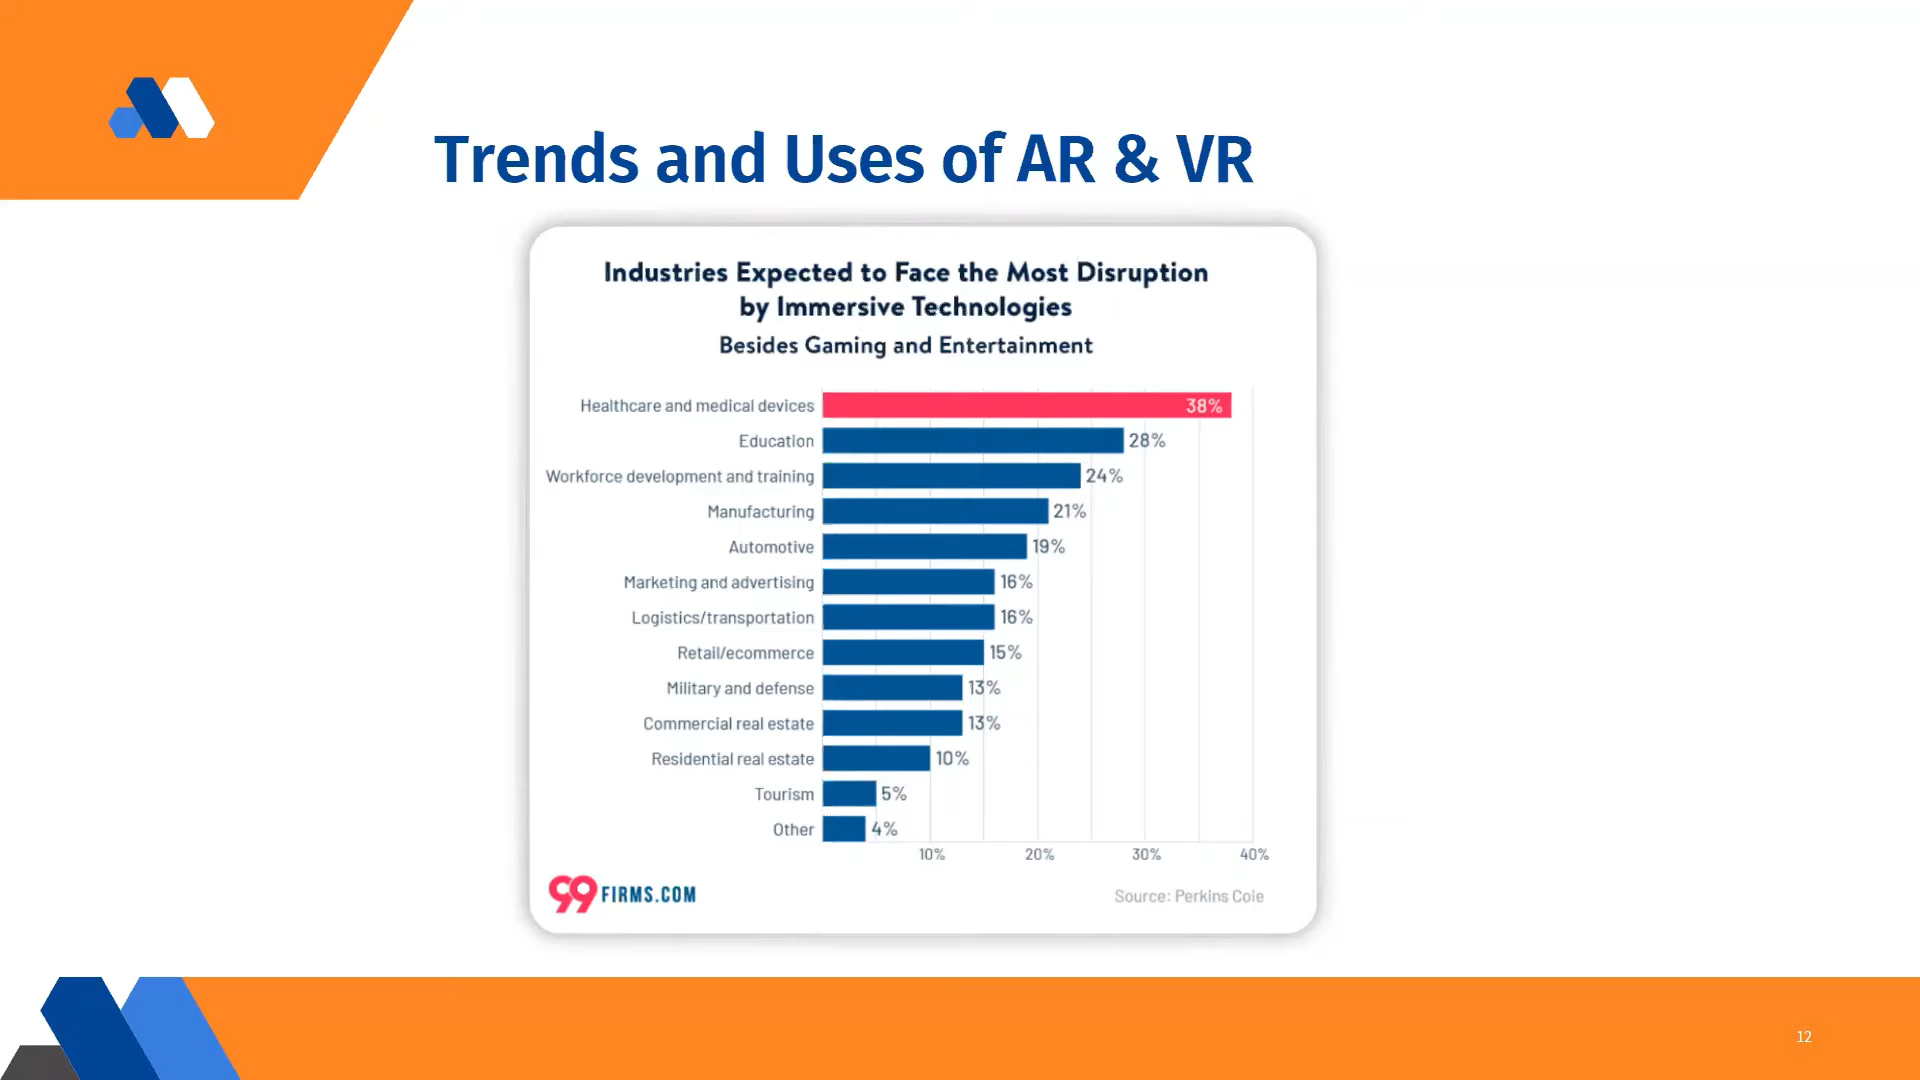 Trends and Uses of AR & VR
Industries Expected to Face the Most Disruption
by Immersive Technologies
Besides Gaming and Entertainment
Healthcare and medical devices 38%
Education 28%
Workforce development and training 24%
Manufacturing 21%
Automotive 19%
Marketing and advertising 16%
Logistics/transportation 16%
Retail/ecommerce 15%
Military and defense 13%
Commercial real estate 13%
Residential real estate 10%
Tourism 5%
Other 4%
10% 20% 30% 40%
99FIRMS.COM
Source: Perkins Coie
12